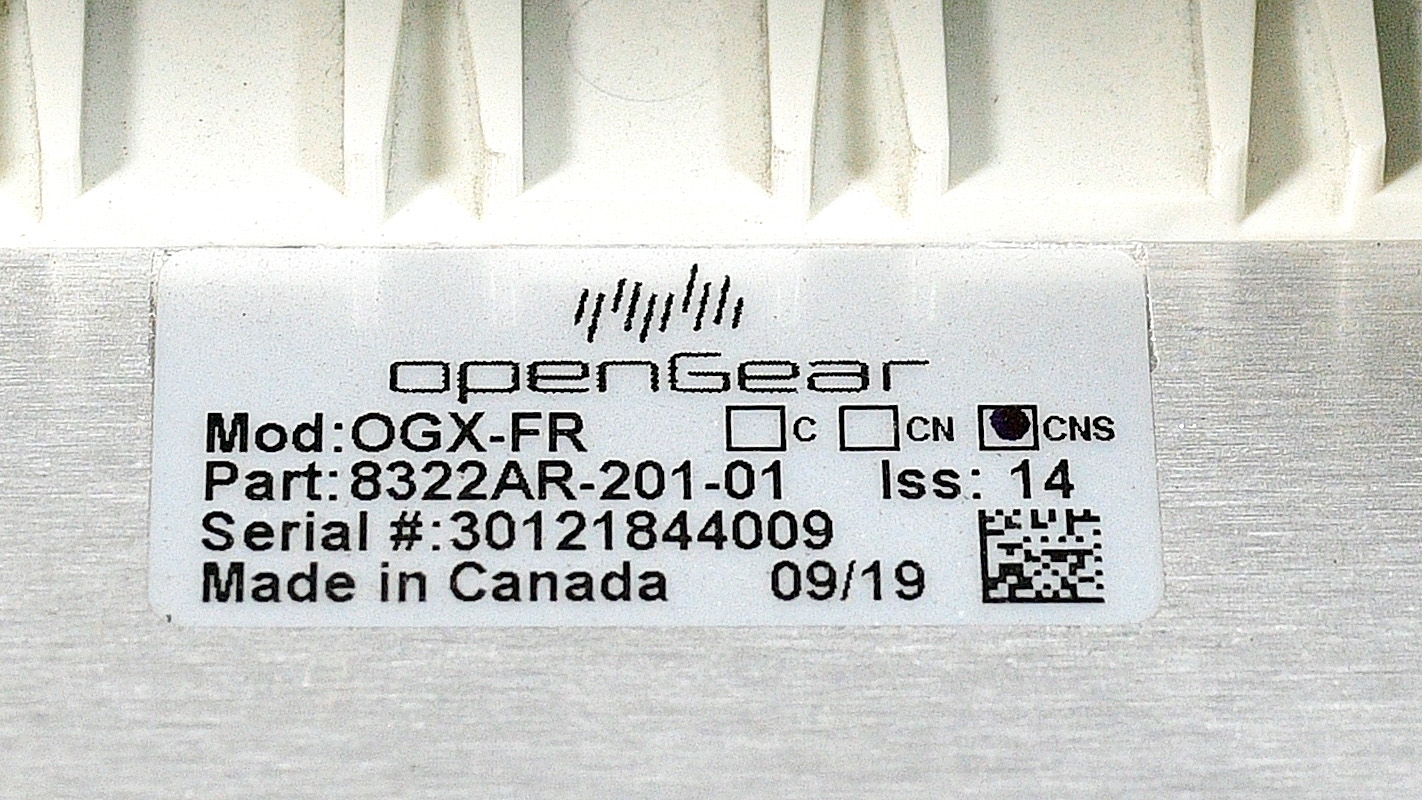 openGear
Mod:OGX-FR C CN CNS
Part:8322AR-201-01 Iss: 14
Serial #:30121844009
Made in Canada 09/19